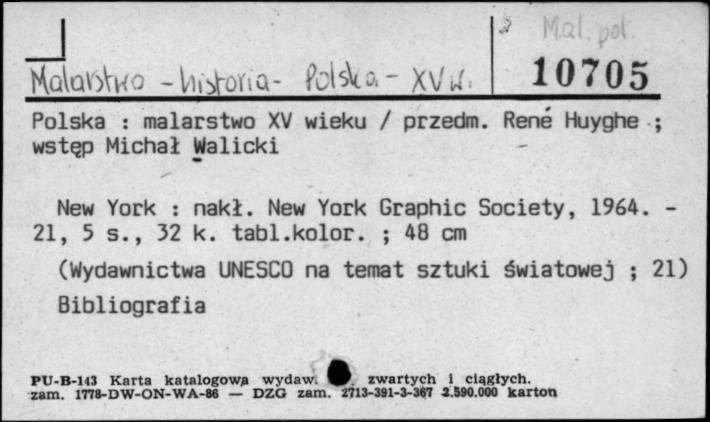 Mal. pol.
Malarstwo - historia - Polska - XV w.
10705
Polska : malarstwo XV wieku / przedm. René Huyghe ;
wstęp Michał Walicki
New York : nakł. New York Graphic Society, 1964. -
21, 5 s., 32 k. tabl.kolor. ; 48 cm
(Wydawnictwa UNESCO na temat sztuki światowej ; 21)
Bibliografia
PU-B-143 Karta katalogowa wydaw. zwartych i ciągłych.
zam. 1778-DW-ON-WA-86 — DZG zam. 2713-391-3-367 2.590.000 karton